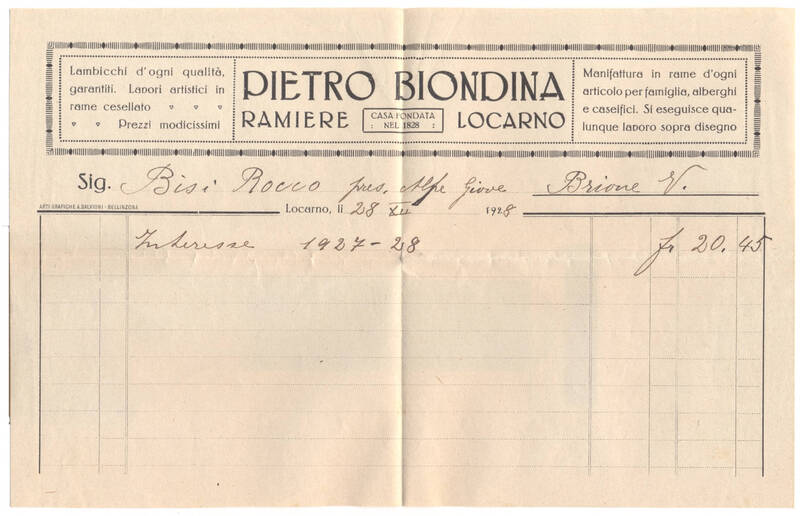 Lambicchi d'ogni qualità,
garantiti. Lavori artistici in
rame cesellato
Prezzi modicissimi
PIETRO BIONDINA
RAMIERE CASA FONDATA NEL 1828 LOCARNO
Manifattura in rame d'ogni
articolo per famiglia, alberghi
e caseifici. Si eseguisce qua-
lunque lavoro sopra disegno
Sig. Bisi Rocco pres. Alpe Giove Brione V.
ARTI GRAFICHE A. SALVIONI - BELLINZONA
Locarno, li 28 XII 1928
Interesse 1927-28 fr 20.45